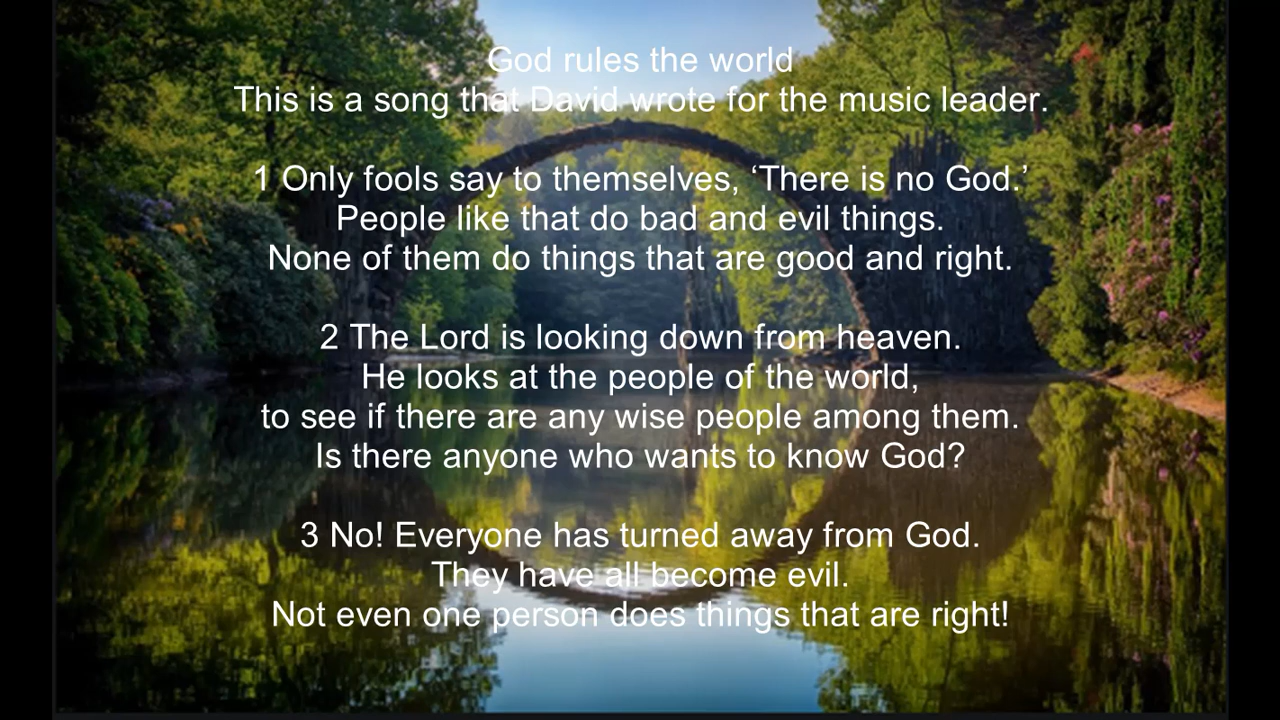 God rules the world
This is a song that David wrote for the music leader.
1 Only fools say to themselves, ‘There is no God.’
People like that do bad and evil things.
None of them do things that are good and right.
2 The Lord is looking down from heaven.
He looks at the people of the world,
to see if there are any wise people among them.
Is there anyone who wants to know God?
3 No! Everyone has turned away from God.
They have all become evil.
Not even one person does things that are right!